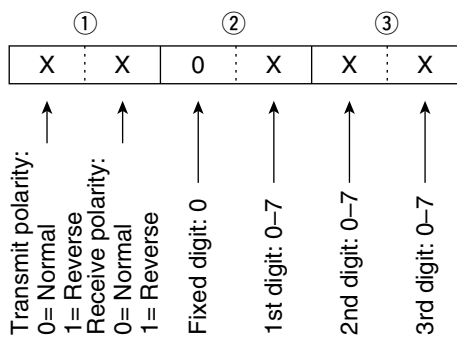 ① ② ③
X X 0 X X X
Transmit polarity:
0= Normal
1= Reverse
Receive polarity:
0= Normal
1= Reverse
Fixed digit: 0
1st digit: 0–7
2nd digit: 0–7
3rd digit: 0–7